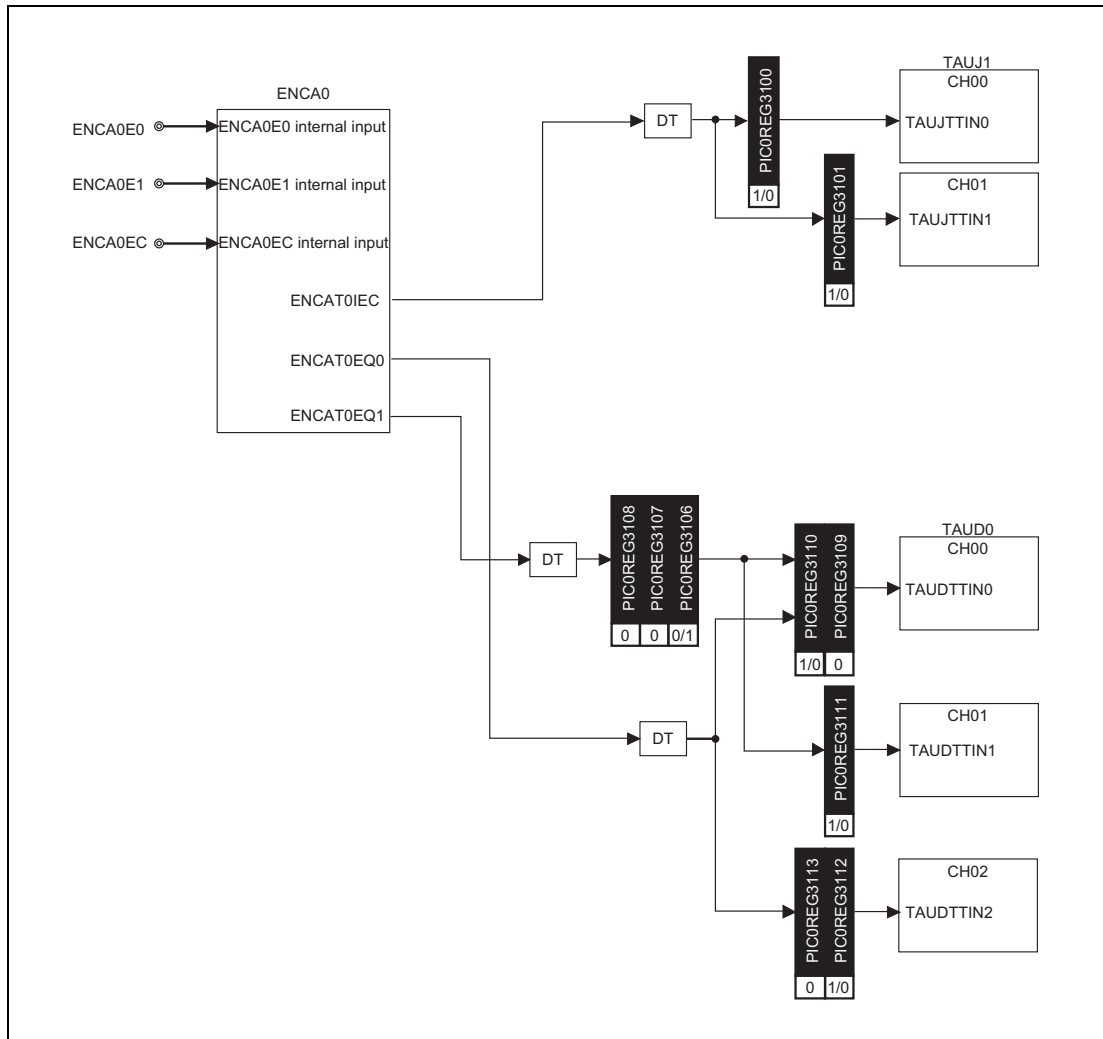 TAUJ1
CH00
TAUJTTIN0
CH01
TAUJTTIN1
DT
PIC0REG3100
1/0
PIC0REG3101
1/0
ENCA0
ENCA0E0
ENCA0E0 internal input
ENCA0E1
ENCA0E1 internal input
ENCA0EC
ENCA0EC internal input
ENCAT0IEC
ENCAT0EQ0
ENCAT0EQ1
DT
PIC0REG3108
PIC0REG3107
PIC0REG3106
0 0 0/1
PIC0REG3110
PIC0REG3109
1/0 0
TAUD0
CH00
TAUDTTIN0
DT
PIC0REG3111
1/0
CH01
TAUDTTIN1
PIC0REG3113
PIC0REG3112
0 1/0
CH02
TAUDTTIN2